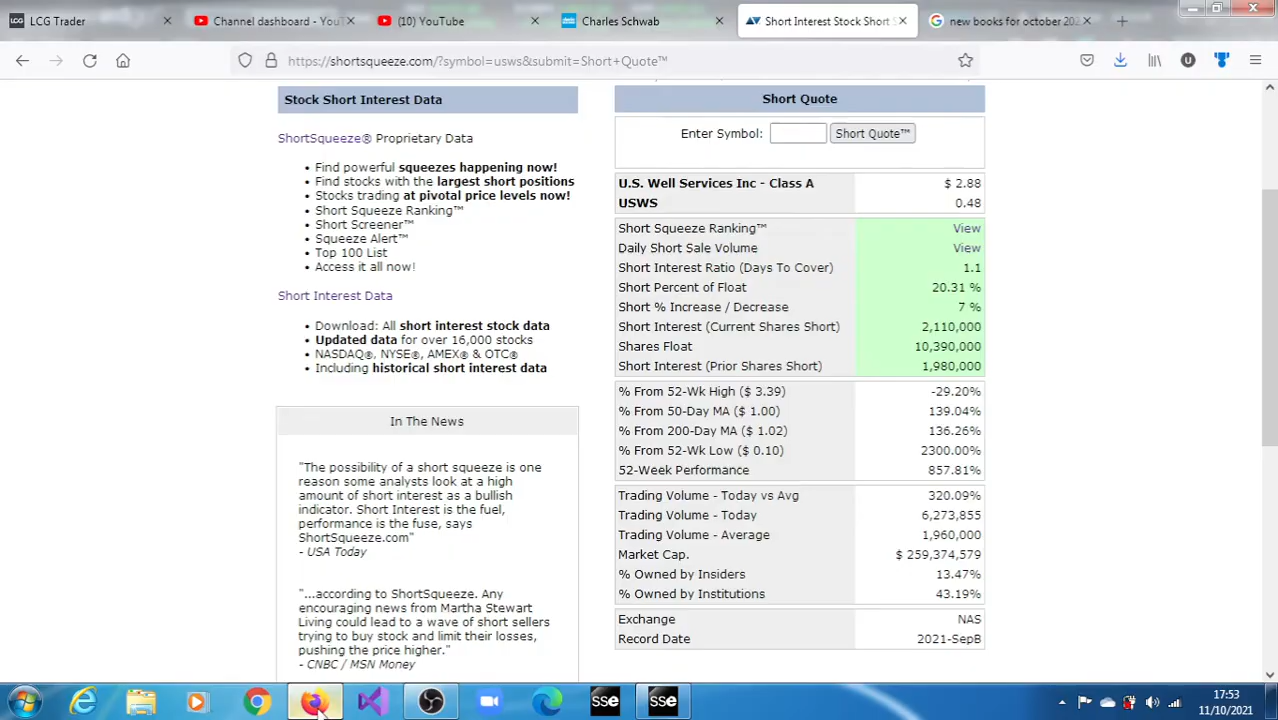 LCG Trader
Channel dashboard - YouT
(10) YouTube
Charles Schwab
Short Interest Stock Short S
new books for october 202
https://shortsqueeze.com/?symbol=usws&submit=Short+Quote™
Stock Short Interest Data
ShortSqueeze® Proprietary Data
• Find powerful squeezes happening now!
• Find stocks with the largest short positions
• Stocks trading at pivotal price levels now!
• Short Squeeze Ranking™
• Short Screener™
• Squeeze Alert™
• Top 100 List
• Access it all now!
Short Interest Data
• Download: All short interest stock data
• Updated data for over 16,000 stocks
• NASDAQ®, NYSE®, AMEX® & OTC®
• Including historical short interest data
In The News
"The possibility of a short squeeze is one
reason some analysts look at a high
amount of short interest as a bullish
indicator. Short Interest is the fuel,
performance is the fuse, says
ShortSqueeze.com"
- USA Today
"...according to ShortSqueeze. Any
encouraging news from Martha Stewart
Living could lead to a wave of short sellers
trying to buy stock and limit their losses,
pushing the price higher."
- CNBC / MSN Money
Short Quote
Enter Symbol: Short Quote™
U.S. Well Services Inc - Class A $ 2.88
USWS 0.48
Short Squeeze Ranking™ View
Daily Short Sale Volume View
Short Interest Ratio (Days To Cover) 1.1
Short Percent of Float 20.31 %
Short % Increase / Decrease 7 %
Short Interest (Current Shares Short) 2,110,000
Shares Float 10,390,000
Short Interest (Prior Shares Short) 1,980,000
% From 52-Wk High ($ 3.39) -29.20%
% From 50-Day MA ($ 1.00) 139.04%
% From 200-Day MA ($ 1.02) 136.26%
% From 52-Wk Low ($ 0.10) 2300.00%
52-Week Performance 857.81%
Trading Volume - Today vs Avg 320.09%
Trading Volume - Today 6,273,855
Trading Volume - Average 1,960,000
Market Cap. $ 259,374,579
% Owned by Insiders 13.47%
% Owned by Institutions 43.19%
Exchange NAS
Record Date 2021-SepB
sse
sse
17:53
11/10/2021